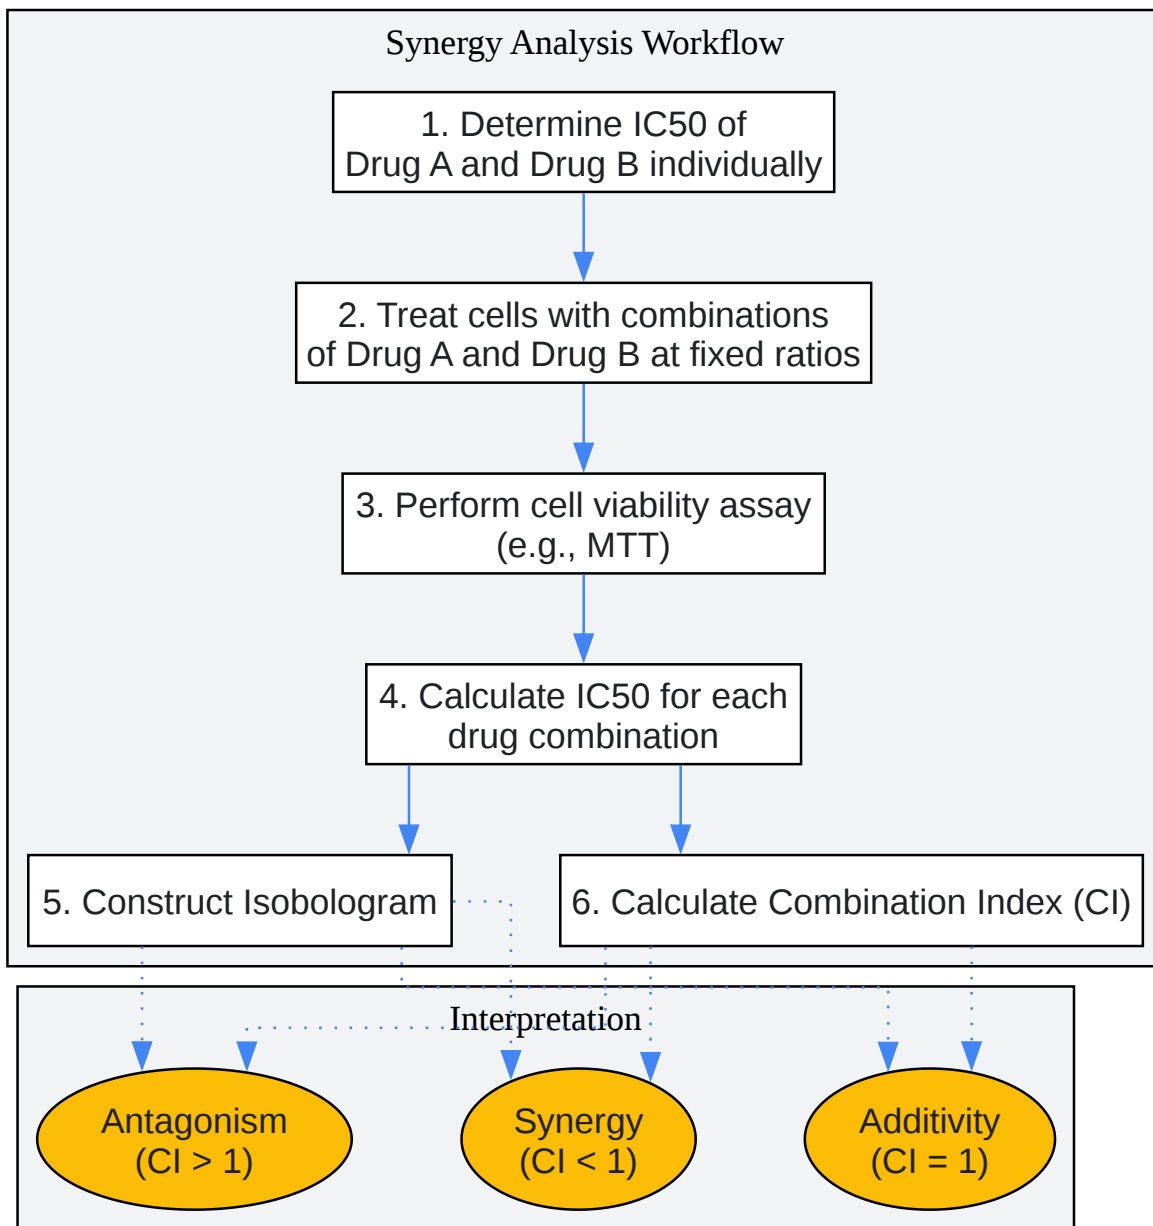 Synergy Analysis Workflow
1. Determine IC50 of
Drug A and Drug B individually
2. Treat cells with combinations
of Drug A and Drug B at fixed ratios
3. Perform cell viability assay
(e.g., MTT)
4. Calculate IC50 for each
drug combination
5. Construct Isobologram
6. Calculate Combination Index (CI)
Interpretation
Antagonism
(CI > 1)
Synergy
(CI < 1)
Additivity
(CI = 1)